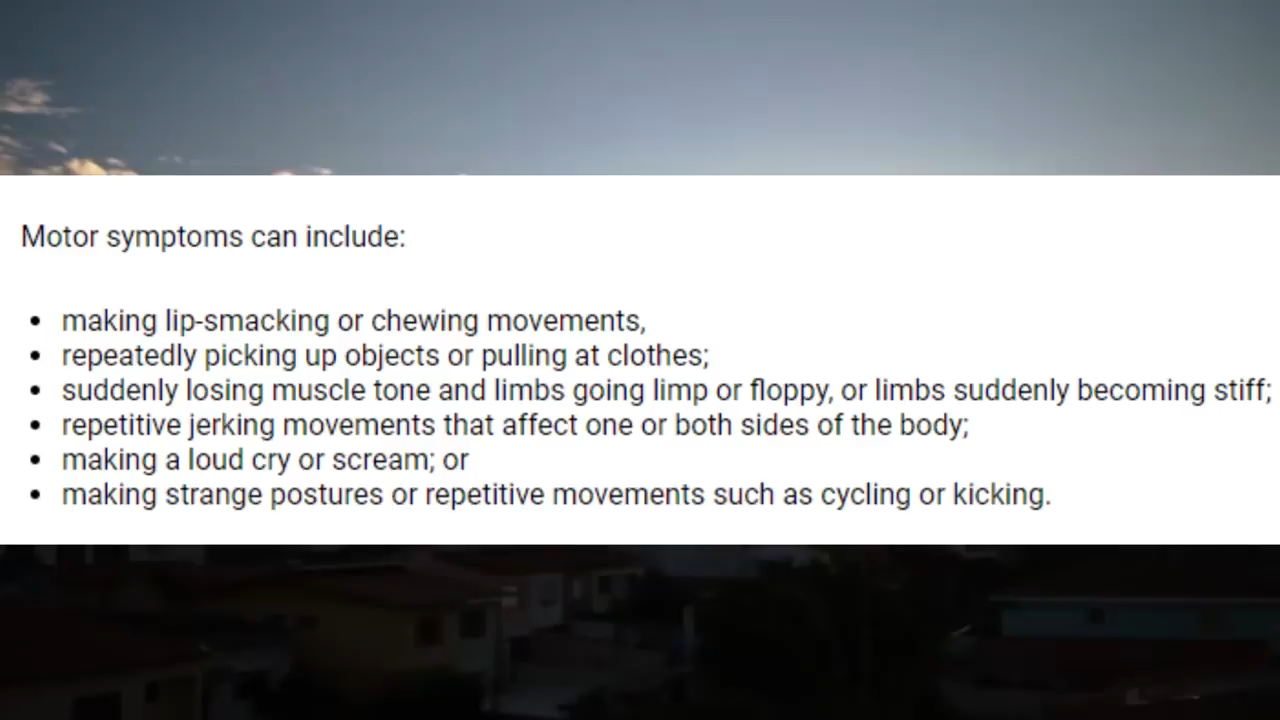 Motor symptoms can include:
• making lip-smacking or chewing movements,
• repeatedly picking up objects or pulling at clothes;
• suddenly losing muscle tone and limbs going limp or floppy, or limbs suddenly becoming stiff;
• repetitive jerking movements that affect one or both sides of the body;
• making a loud cry or scream; or
• making strange postures or repetitive movements such as cycling or kicking.